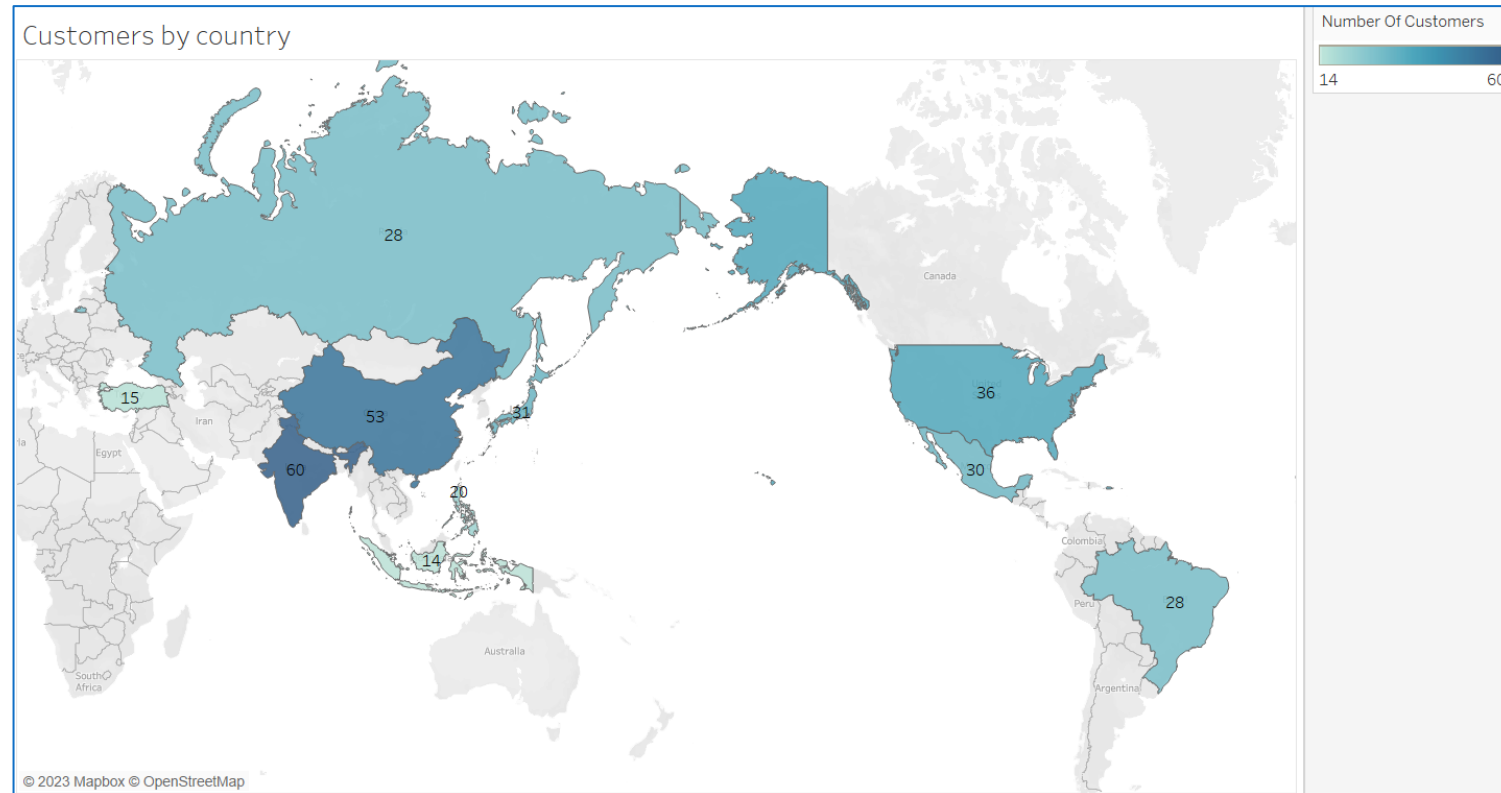 Customers by country
Number Of Customers
14 60
28
Canada
15
Iran
53
31
36
Egypt
60
30
20
14
Colombia
Peru
28
Australia
South
Africa
Argentina
© 2023 Mapbox © OpenStreetMap